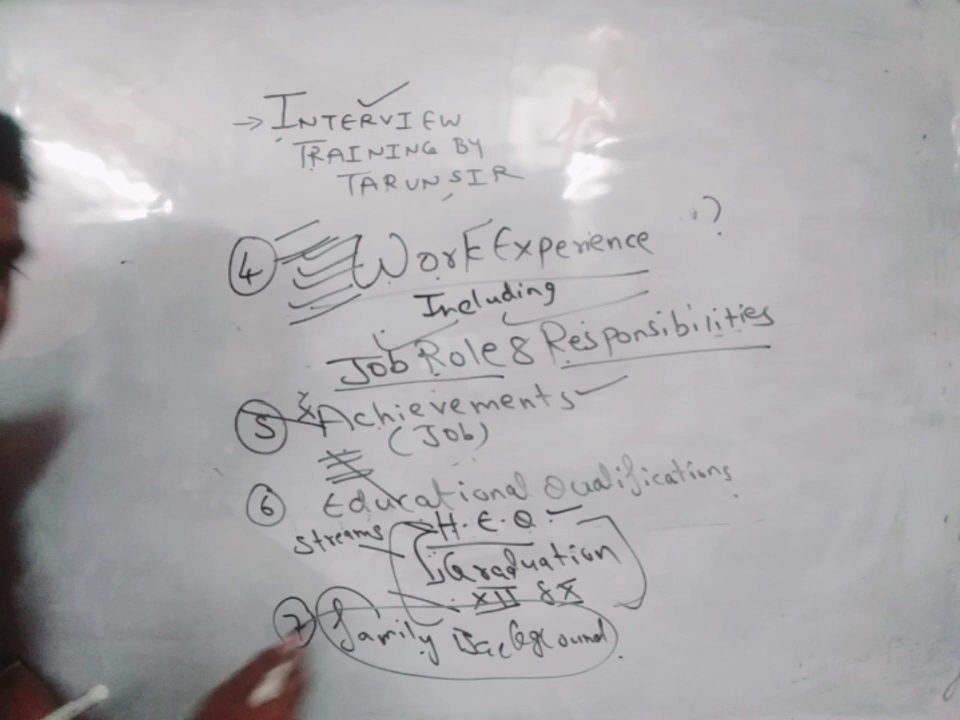 → INTERVIEW
TRAINING BY
TARUN SIR
④ Work Experience ?
Including
Job Role & Responsibilities
⑤ Achievements
(Job)
⑥ Educational Qualifications
H.E.Q.
Streams
Graduation
XII & X
⑦ family Background.